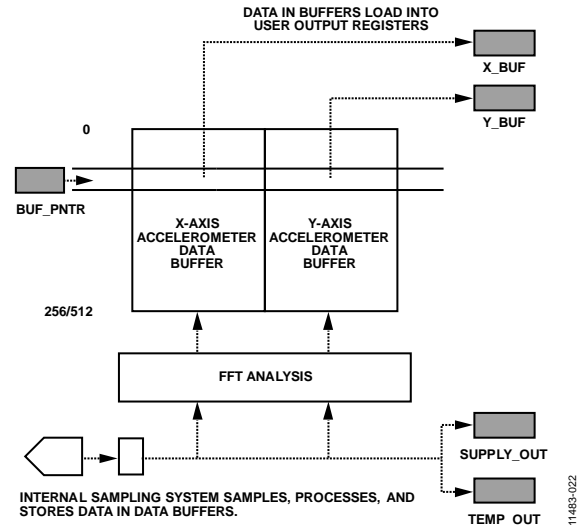 DATA IN BUFFERS LOAD INTO
USER OUTPUT REGISTERS
X_BUF
Y_BUF
0
BUF_PNTR
X-AXIS
ACCELEROMETER
DATA
BUFFER
Y-AXIS
ACCELEROMETER
DATA
BUFFER
256/512
FFT ANALYSIS
SUPPLY_OUT
INTERNAL SAMPLING SYSTEM SAMPLES, PROCESSES, AND
STORES DATA IN DATA BUFFERS.
TEMP_OUT
11483-022